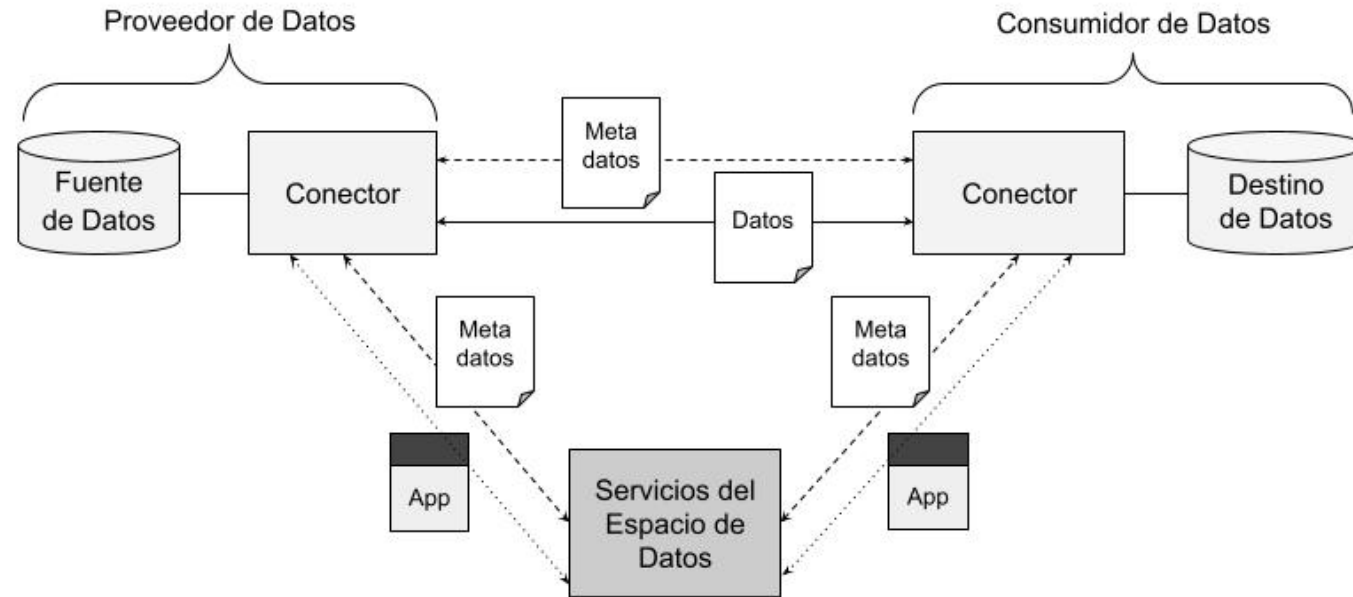 Proveedor de Datos
Consumidor de Datos
Meta
datos
Fuente
de Datos
Conector
Datos
Conector
Destino
de Datos
Meta
datos
Meta
datos
App
Servicios del
Espacio de
Datos
App